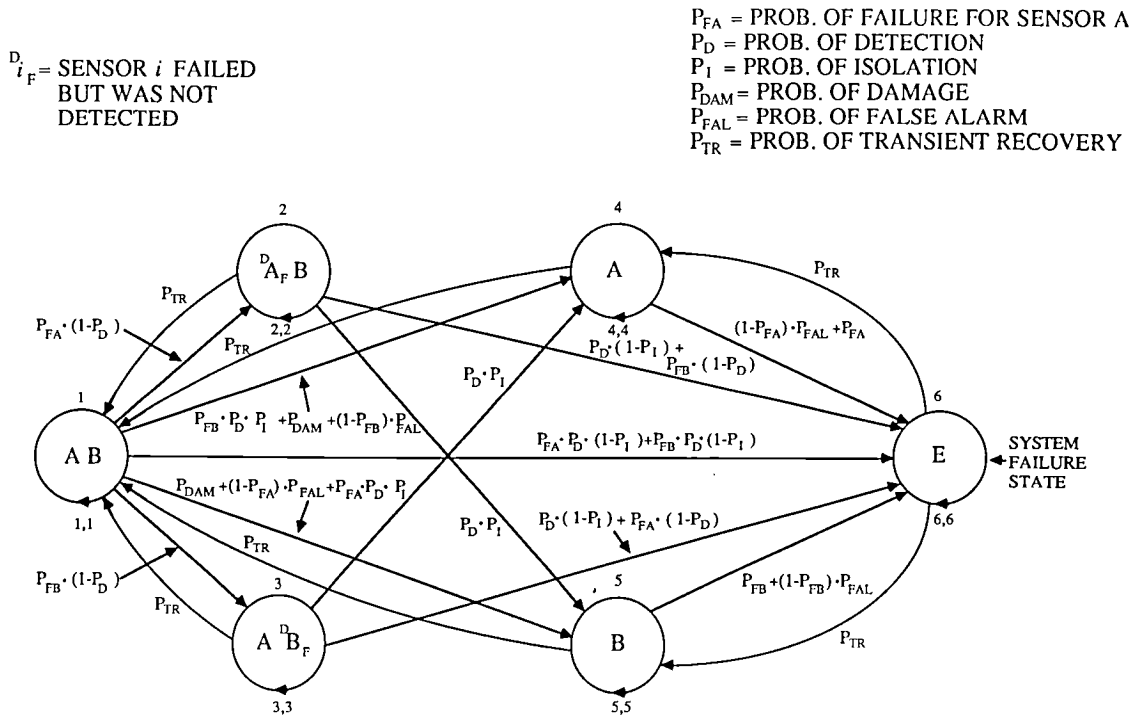 P_FA = PROB. OF FAILURE FOR SENSOR A
P_D = PROB. OF DETECTION
P_I = PROB. OF ISOLATION
P_DAM = PROB. OF DAMAGE
P_FAL = PROB. OF FALSE ALARM
P_TR = PROB. OF TRANSIENT RECOVERY
^D i_F = SENSOR i FAILED
BUT WAS NOT
DETECTED
2
^D A_F B
2,2
4
A
4,4
P_TR
P_TR
P_TR
P_FA·(1-P_D)
(1-P_FA)·P_FAL+P_FA
P_D·(1-P_I)+
P_FB·(1-P_D)
P_D·P_I
1
A B
1,1
P_FB·P_D·P_I+P_DAM+(1-P_FB)·P_FAL
P_FA·P_D·(1-P_I)+P_FB·P_D·(1-P_I)
6
E
6,6
SYSTEM
FAILURE
STATE
P_DAM+(1-P_FA)·P_FAL+P_FA·P_D·P_I
P_D·P_I
P_D·(1-P_I)+P_FA·(1-P_D)
P_TR
P_FB·(1-P_D)
P_TR
3
A ^D B_F
3,3
5
B
5,5
P_FB+(1-P_FB)·P_FAL
P_TR